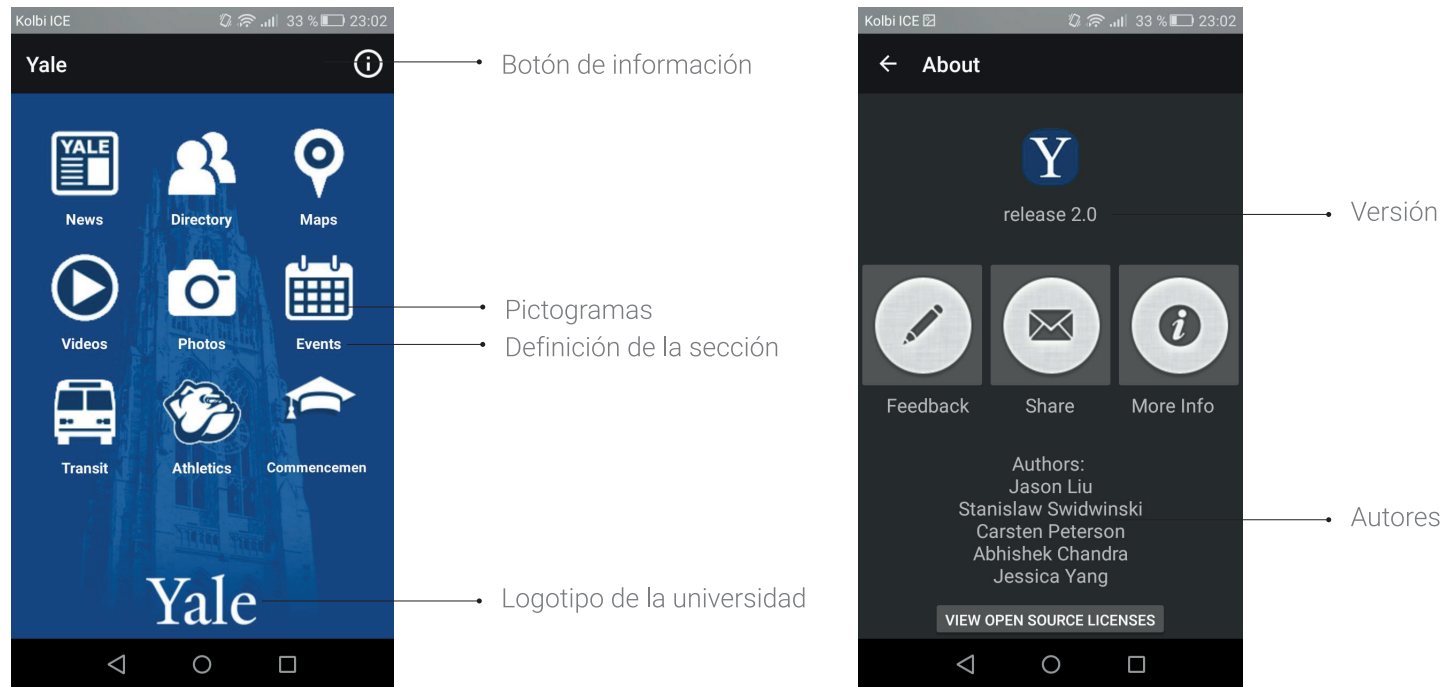 Kolbi ICE 33 % 23:02
Yale
Botón de información
YALE
News Directory Maps
Videos Photos Events
Pictogramas
Definición de la sección
Transit Athletics Commencemen
Yale
Logotipo de la universidad
Kolbi ICE 33 % 23:02
About
Y
release 2.0
Versión
Feedback Share More Info
Authors:
Jason Liu
Stanislaw Swidwinski
Carsten Peterson
Abhishek Chandra
Jessica Yang
Autores
VIEW OPEN SOURCE LICENSES